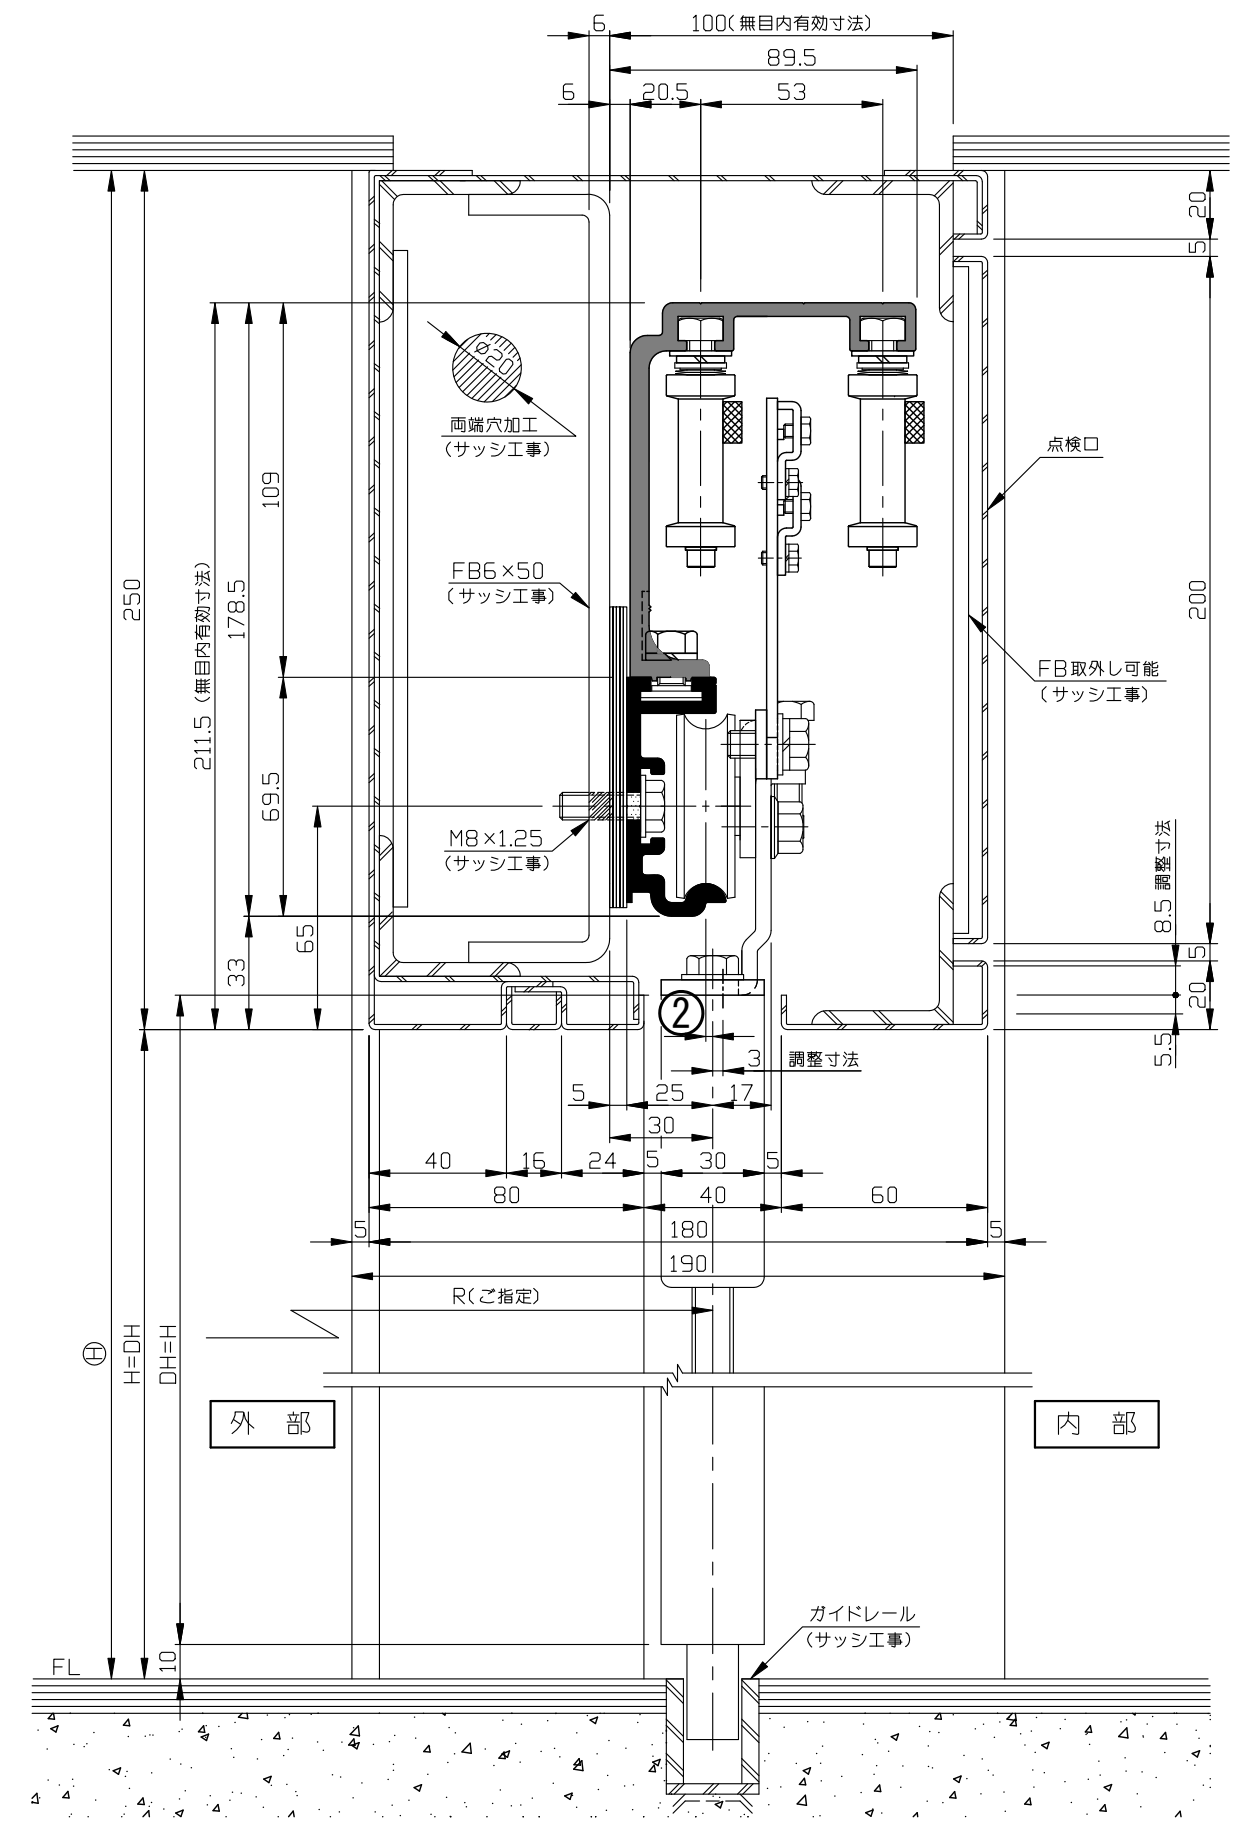 6
100(無目内有効寸法)
89.5
6
20.5
53
20
5
ø20
両端穴加工
(サッシ工事)
点検口
109
FB6×50
(サッシ工事)
250
211.5 (無目内有効寸法)
178.5
200
FB取外し可能
(サッシ工事)
69.5
M8×1.25
(サッシ工事)
65
33
8.5 調整寸法
5
20
5.5
②
3 調整寸法
5
25
17
30
40
16
24
5
30
5
80
40
60
5
180
5
190
R(ご指定)
Ⓗ
H=DH
DH=H
外 部
内 部
ガイドレール
(サッシ工事)
10
FL